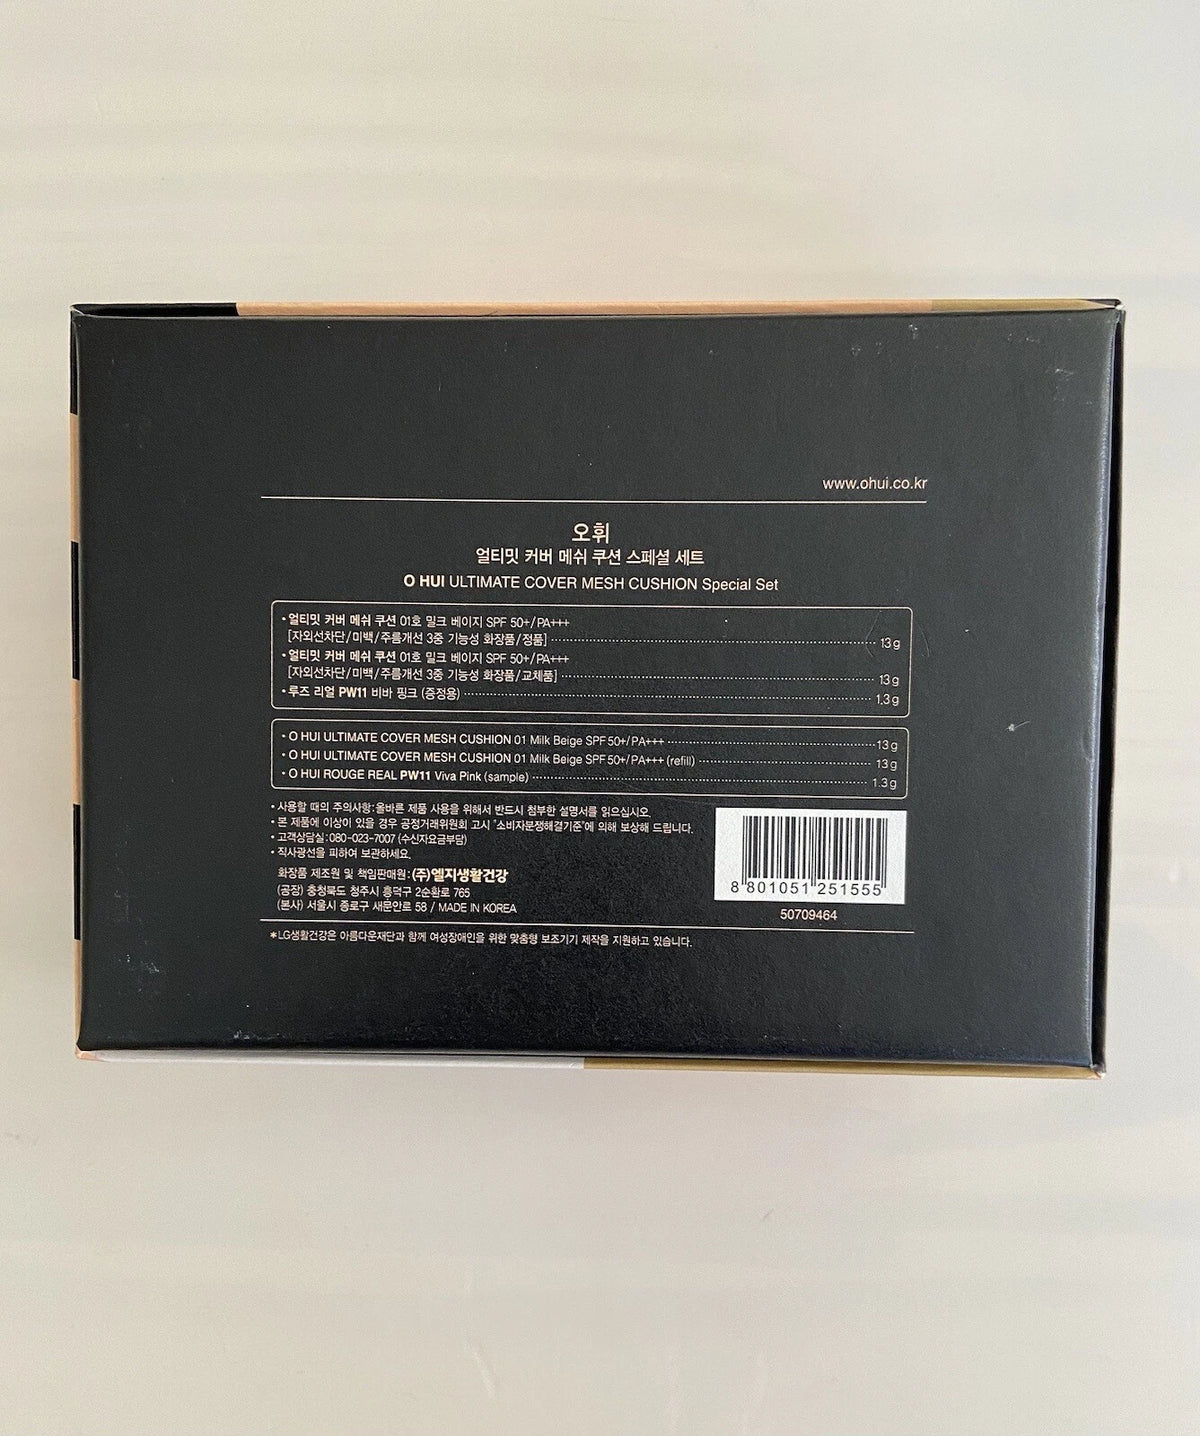 www.ohui.co.kr
오휘
얼티밋 커버 메쉬 쿠션 스페셜 세트
O HUI ULTIMATE COVER MESH CUSHION Special Set
• 얼티밋 커버 메쉬 쿠션 01호 밀크 베이지 SPF 50+/PA+++
[자외선차단/미백/주름개선 3중 기능성 화장품/정품] 13g
• 얼티밋 커버 메쉬 쿠션 01호 밀크 베이지 SPF 50+/PA+++
[자외선차단/미백/주름개선 3중 기능성 화장품/교체품] 13g
• 루즈 리얼 PW11 비바 핑크 (증정용) 1.3g
• O HUI ULTIMATE COVER MESH CUSHION 01 Milk Beige SPF50+/PA+++ 13g
• O HUI ULTIMATE COVER MESH CUSHION 01 Milk Beige SPF50+/PA+++ (refill) 13g
• O HUI ROUGE REAL PW11 Viva Pink (sample) 1.3g
• 사용할 때의 주의사항:올바른 제품 사용을 위해서 반드시 첨부한 설명서를 읽으십시오.
• 본 제품에 이상이 있을 경우 공정거래위원회 고시 "소비자분쟁해결기준"에 의해 보상해 드립니다.
• 고객상담실:080-023-7007 (수신자요금부담)
• 직사광선을 피하여 보관하세요.
화장품 제조원 및 책임판매원:(주)엘지생활건강
(공장) 충청북도 청주시 흥덕구 2순환로 765
(본사) 서울시 종로구 새문안로 58 / MADE IN KOREA
8 801051 251555
50709464
*LG생활건강은 아름다운재단과 함께 여성장애인을 위한 맞춤형 보조기기 제작을 지원하고 있습니다.